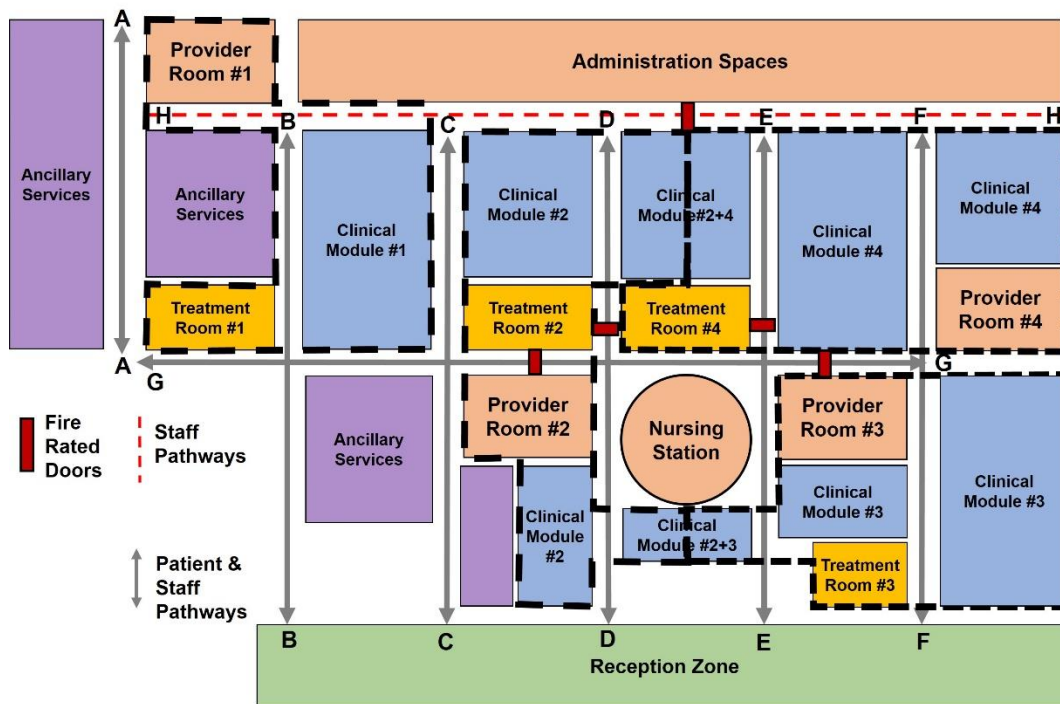 A
Provider
Room #1
Administration Spaces
H
B
C
D
E
F
H
Ancillary
Services
Ancillary
Services
Clinical
Module #1
Clinical
Module #2
Clinical
Module#2+4
Clinical
Module #4
Clinical
Module #4
Treatment
Room #1
Treatment
Room #2
Treatment
Room #4
Provider
Room #4
A
G
G
Fire
Rated
Doors
Staff
Pathways
Ancillary
Services
Provider
Room #2
Nursing
Station
Provider
Room #3
Clinical
Module #3
Clinical
Module #3
Clinical
Module
#2
Clinical
Module #2+3
Treatment
Room #3
Patient &
Staff
Pathways
B
C
D
E
F
Reception Zone